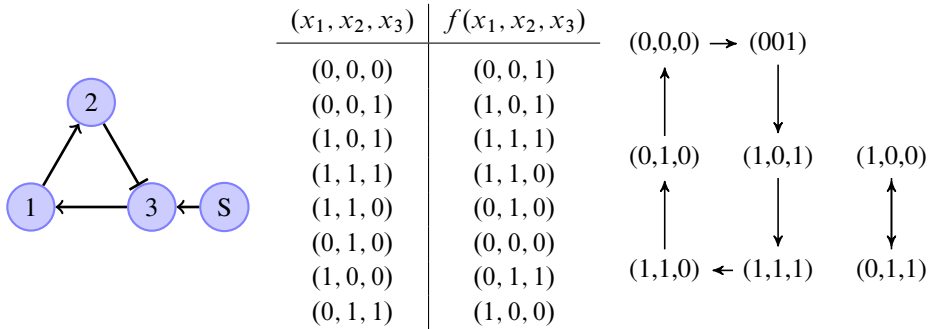 2
1
3
S
(x₁, x₂, x₃) f(x₁, x₂, x₃)
(0, 0, 0) (0, 0, 1)
(0, 0, 1) (1, 0, 1)
(1, 0, 1) (1, 1, 1)
(1, 1, 1) (1, 1, 0)
(1, 1, 0) (0, 1, 0)
(0, 1, 0) (0, 0, 0)
(1, 0, 0) (0, 1, 1)
(0, 1, 1) (1, 0, 0)
(0,0,0) (001)
(0,1,0) (1,0,1) (1,0,0)
(1,1,0) (1,1,1) (0,1,1)